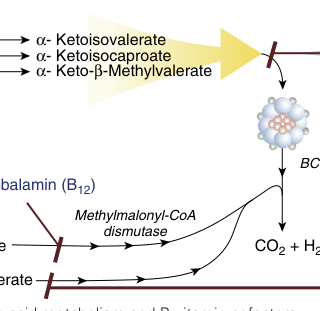 α- Ketoisovalerate
α- Ketoisocaproate
α- Keto-β-Methylvalerate
BC
balamin (B12)
Methylmalonyl-CoA
dismutase
e
CO2 + H2
erate